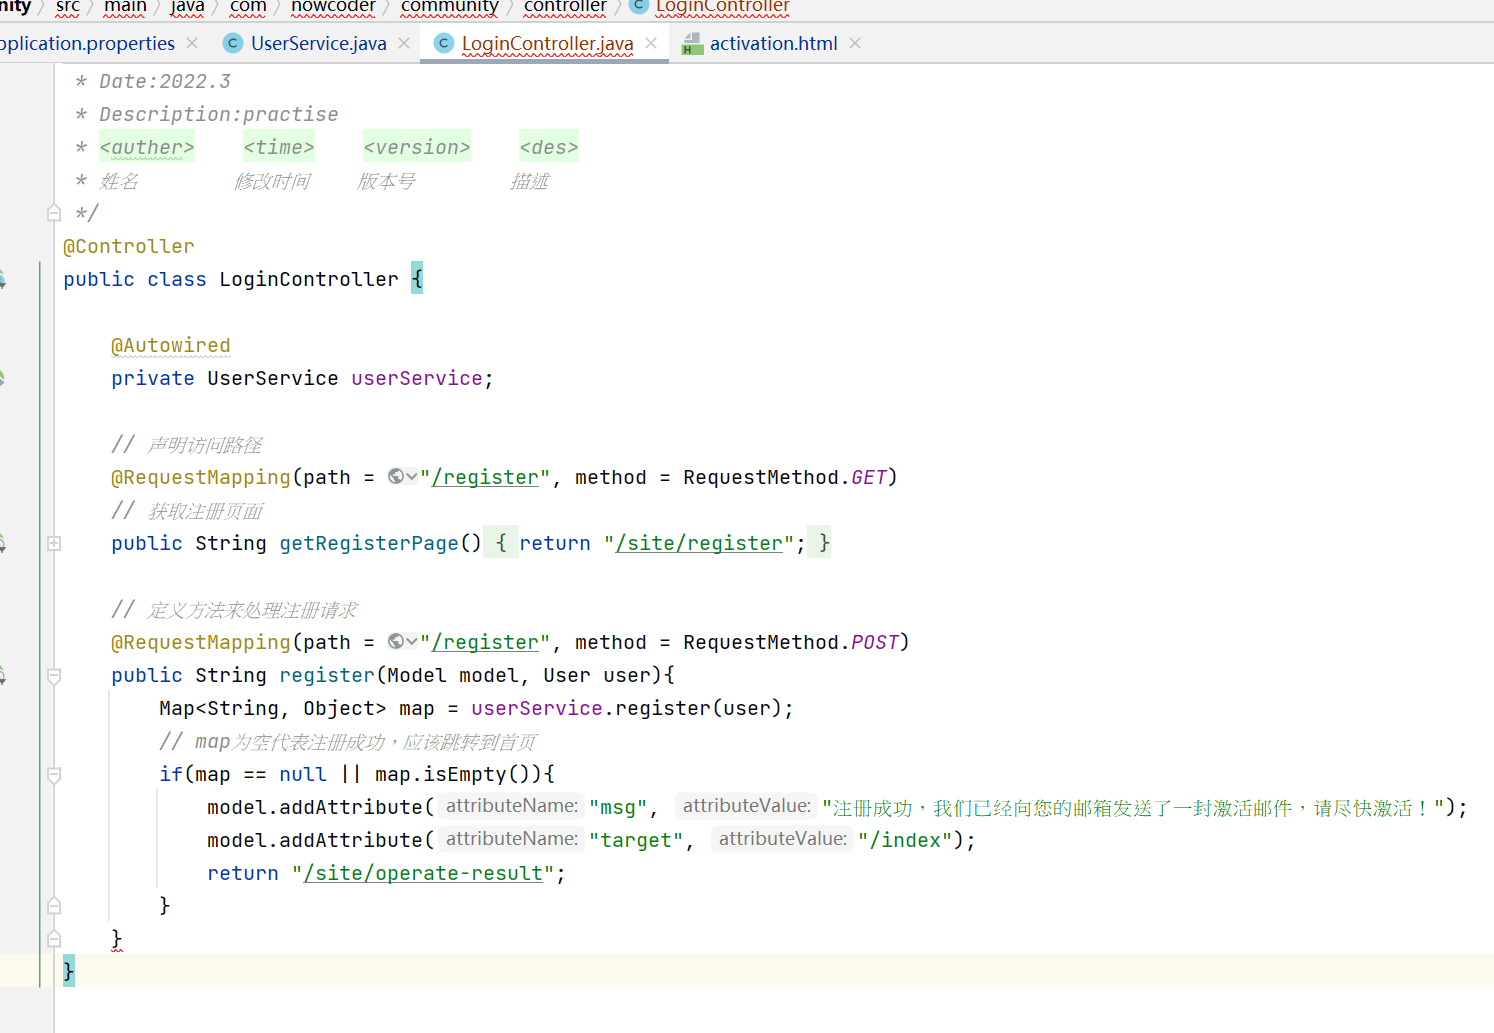 nity › src › main › java › com › nowcoder › community › controller › LoginController
pplication.properties UserService.java LoginController.java activation.html
* Date:2022.3
* Description:practise
* <auther> <time> <version> <des>
* 姓名 修改时间 版本号 描述
*/
@Controller
public class LoginController {
@Autowired
private UserService userService;
// 声明访问路径
@RequestMapping(path = "/register", method = RequestMethod.GET)
// 获取注册页面
public String getRegisterPage() { return "/site/register"; }
// 定义方法来处理注册请求
@RequestMapping(path = "/register", method = RequestMethod.POST)
public String register(Model model, User user){
Map<String, Object> map = userService.register(user);
// map为空代表注册成功，应该跳转到首页
if(map == null || map.isEmpty()){
model.addAttribute( attributeName: "msg", attributeValue: "注册成功，我们已经向您的邮箱发送了一封激活邮件，请尽快激活！");
model.addAttribute( attributeName: "target", attributeValue: "/index");
return "/site/operate-result";
}
}
}